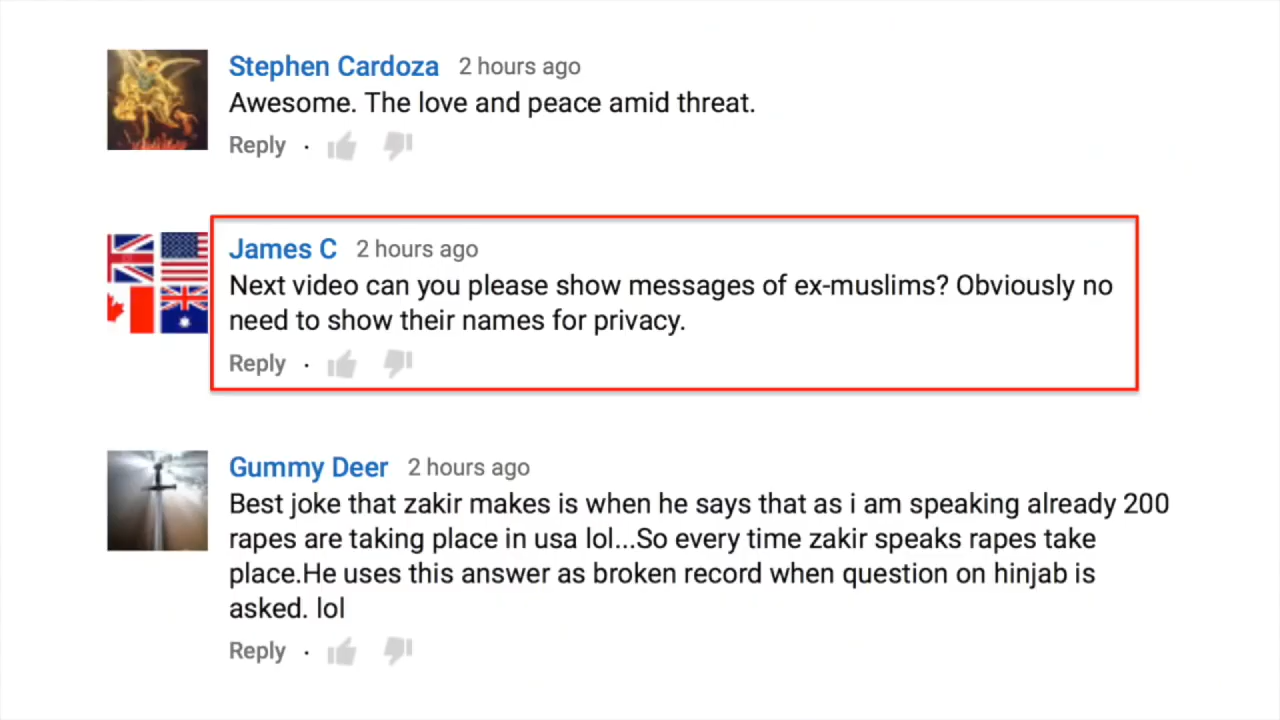 Stephen Cardoza 2 hours ago
Awesome. The love and peace amid threat.
Reply ·
James C 2 hours ago
Next video can you please show messages of ex-muslims? Obviously no
need to show their names for privacy.
Reply ·
Gummy Deer 2 hours ago
Best joke that zakir makes is when he says that as i am speaking already 200
rapes are taking place in usa lol...So every time zakir speaks rapes take
place.He uses this answer as broken record when question on hinjab is
asked. lol
Reply ·